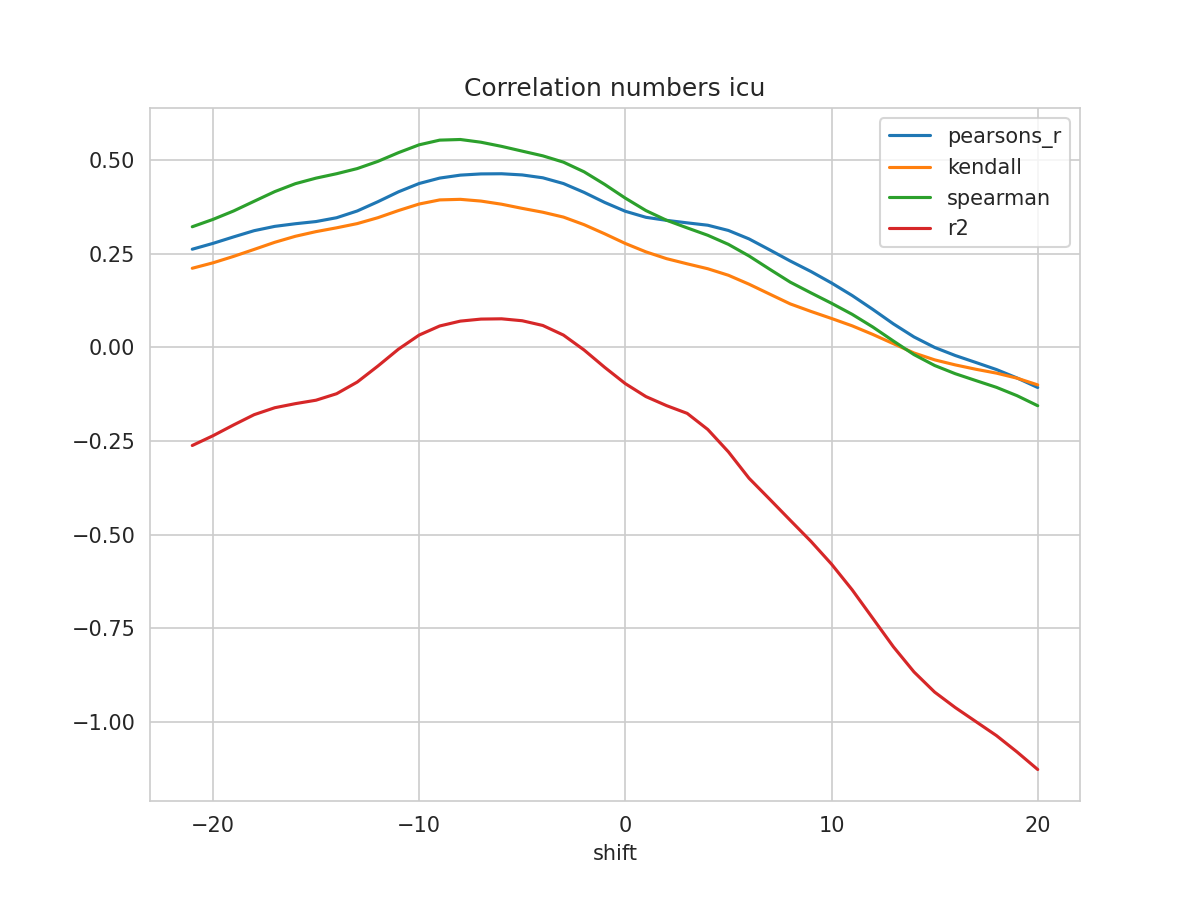 Correlation numbers icu
pearsons_r
kendall
spearman
r2
0.50
0.25
0.00
−0.25
−0.50
−0.75
−1.00
−20 −10 0 10 20
shift